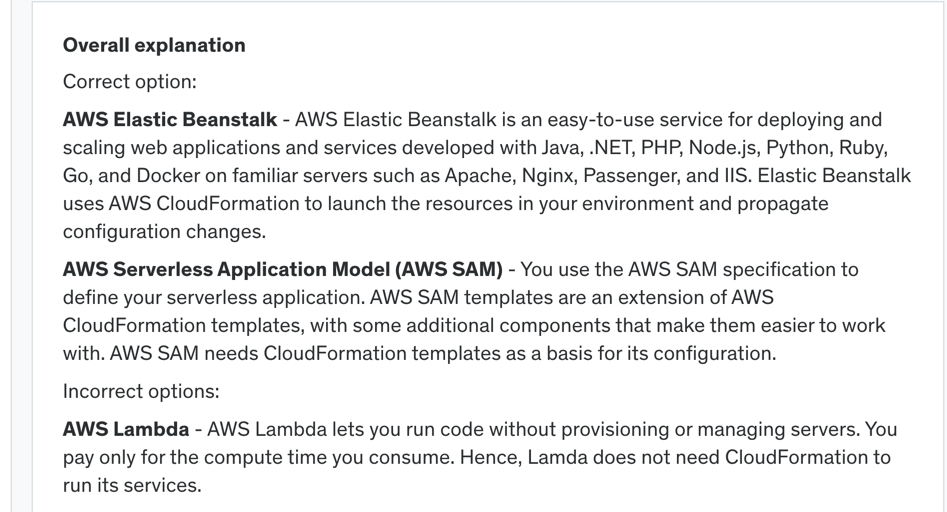 Overall explanation
Correct option:
AWS Elastic Beanstalk - AWS Elastic Beanstalk is an easy-to-use service for deploying and
scaling web applications and services developed with Java, .NET, PHP, Node.js, Python, Ruby,
Go, and Docker on familiar servers such as Apache, Nginx, Passenger, and IIS. Elastic Beanstalk
uses AWS CloudFormation to launch the resources in your environment and propagate
configuration changes.
AWS Serverless Application Model (AWS SAM) - You use the AWS SAM specification to
define your serverless application. AWS SAM templates are an extension of AWS
CloudFormation templates, with some additional components that make them easier to work
with. AWS SAM needs CloudFormation templates as a basis for its configuration.
Incorrect options:
AWS Lambda - AWS Lambda lets you run code without provisioning or managing servers. You
pay only for the compute time you consume. Hence, Lamda does not need CloudFormation to
run its services.